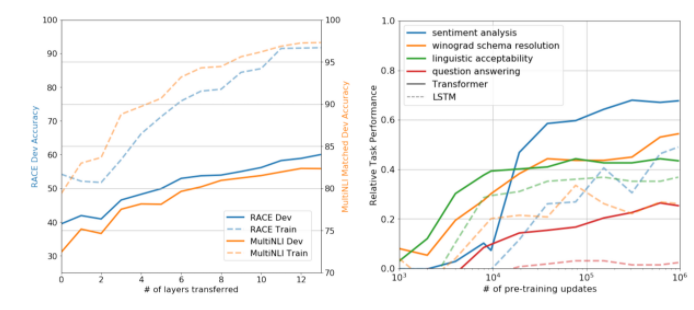 100
90
80
70
60
50
40
30
RACE Dev Accuracy
100
95
90
85
80
75
70
MultiNLI Matched Dev Accuracy
RACE Dev
RACE Train
MultiNLI Dev
MultiNLI Train
0 2 4 6 8 10 12
# of layers transferred
1.0
0.8
0.6
0.4
0.2
0.0
Relative Task Performance
sentiment analysis
winograd schema resolution
linguistic acceptability
question answering
Transformer
LSTM
10³ 10⁴ 10⁵ 10⁶
# of pre-training updates